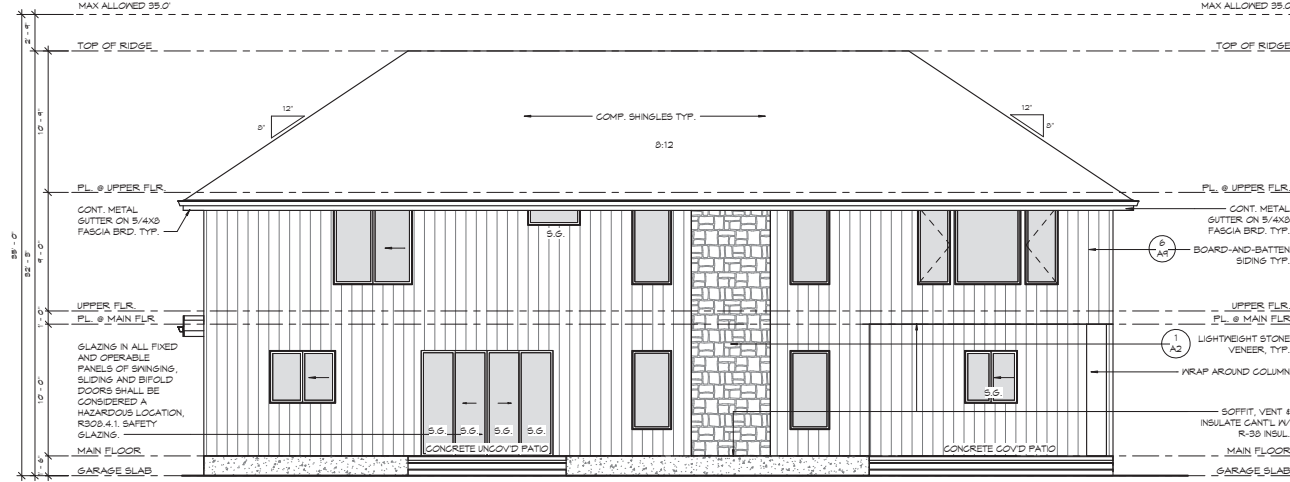 MAX ALLOWED 35.0'
MAX ALLOWED 35.0'
2'-9"
TOP OF RIDGE
TOP OF RIDGE
12"
8"
12"
8"
COMP. SHINGLES TYP.
8:12
10'-9"
PL. @ UPPER FLR.
PL. @ UPPER FLR.
CONT. METAL
GUTTER ON 5/4X8
FASCIA BRD. TYP.
CONT. METAL
GUTTER ON 5/4X8
FASCIA BRD. TYP.
S.G.
6
A9
BOARD-AND-BATTEN
SIDING TYP.
35'-0"
9'-0"
UPPER FLR.
UPPER FLR.
1'-0"
PL. @ MAIN FLR
PL. @ MAIN FLR
GLAZING IN ALL FIXED
AND OPERABLE
PANELS OF SWINGING,
SLIDING AND BIFOLD
DOORS SHALL BE
CONSIDERED A
HAZARDOUS LOCATION,
R308.4.1. SAFETY
GLAZING.
1
A2
LIGHTWEIGHT STONE
VENEER, TYP.
WRAP AROUND COLUMN
10'-0"
S.G.
SOFFIT, VENT &
INSULATE CANT'L W/
R-38 INSUL.
S.G. S.G. S.G. S.G.
CONCRETE UNCOV'D PATIO
CONCRETE COV'D PATIO
MAIN FLOOR
MAIN FLOOR
GARAGE SLAB
GARAGE SLAB